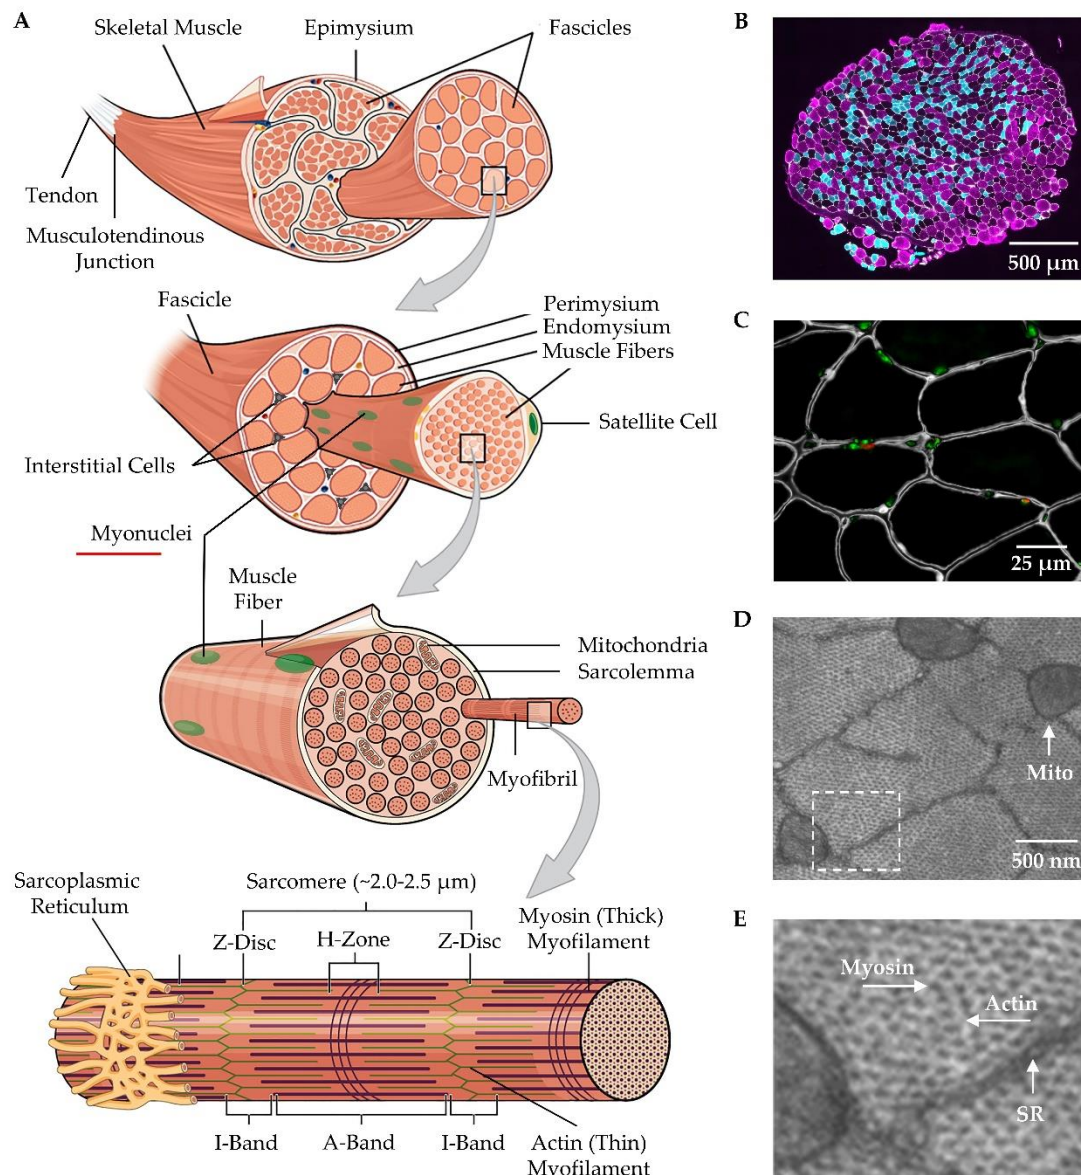 A
Skeletal Muscle
Epimysium
Fascicles
Tendon
Musculotendinous
Junction
Fascicle
Perimysium
Endomysium
Muscle Fibers
Satellite Cell
Interstitial Cells
Myonuclei
Muscle
Fiber
Mitochondria
Sarcolemma
Myofibril
Sarcoplasmic
Reticulum
Sarcomere (~2.0-2.5 μm)
Z-Disc
H-Zone
Z-Disc
Myosin (Thick)
Myofilament
I-Band
A-Band
I-Band
Actin (Thin)
Myofilament
B
500 μm
C
25 μm
D
Mito
500 nm
E
Myosin
Actin
SR